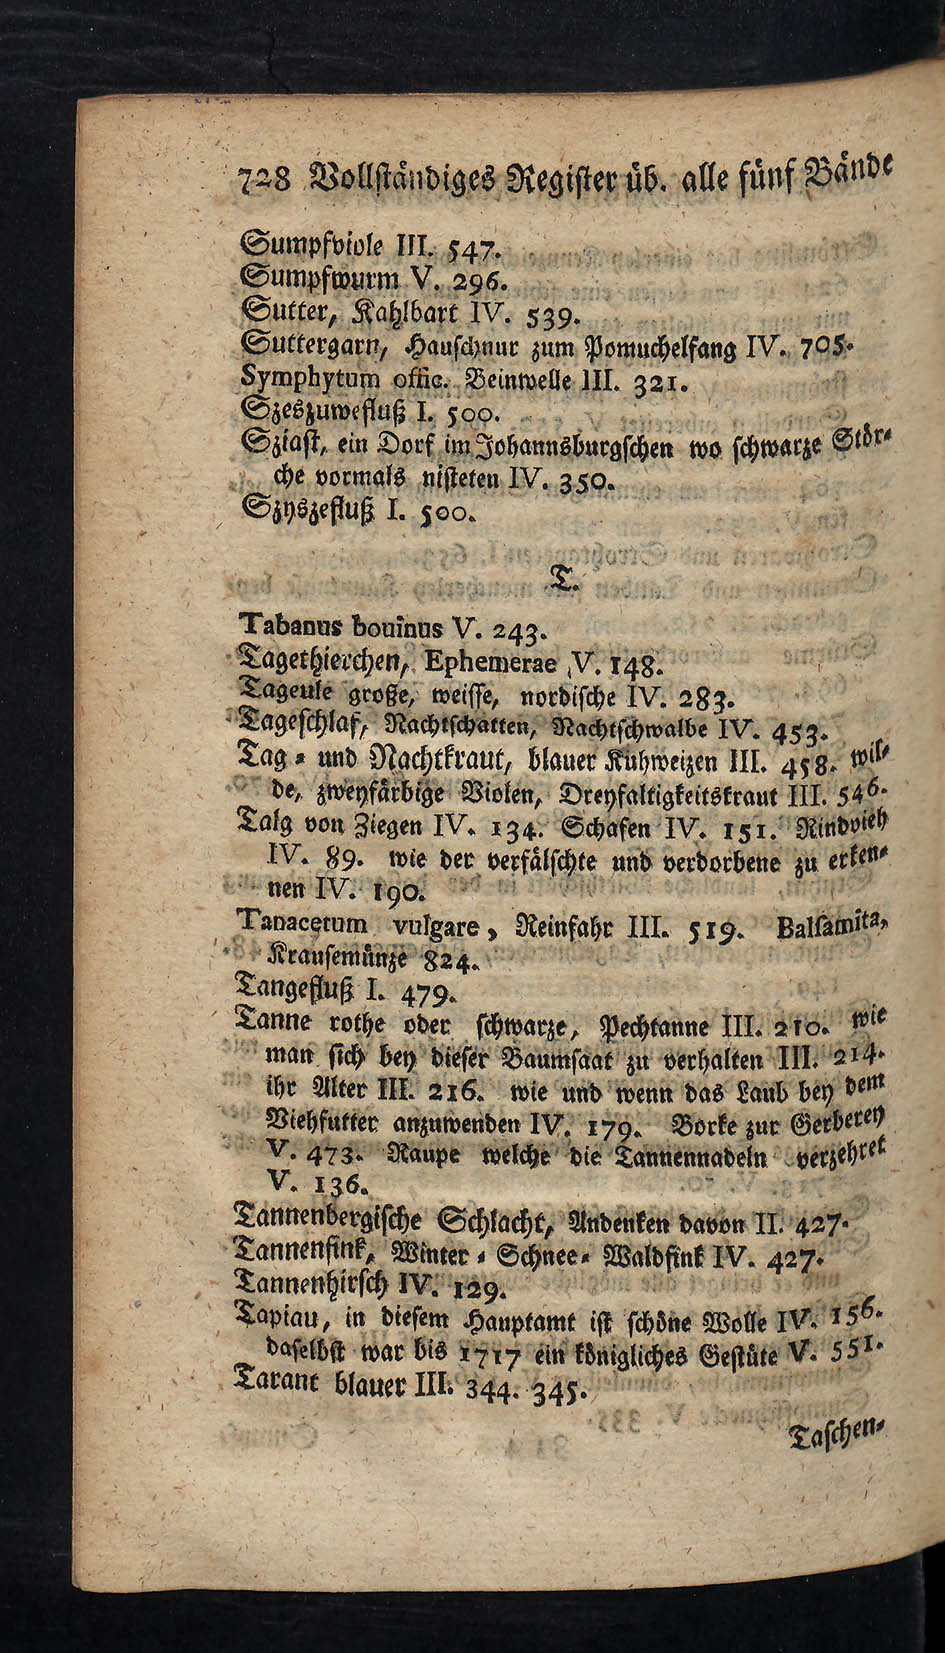 728 Vollständiges Register üb. alle fünf Bände
Sumpfviole III. 547.
Sumpfwurm V. 296.
Sutter, Kahlbart IV. 539.
Suttergarn, Hauschnur zum Pomuchelfang IV. 705.
Symphytum offic. Beinwelle III. 321.
Szeszuwefluß I. 500.
Sziast, ein Dorf im Johannsburgschen wo schwarze Stör-
che vormals nisteten IV. 350.
Szyszefluß I. 500.
T.
Tabanus bouinus V. 243.
Tagethierchen, Ephemerae V. 148.
Tageule große, weisse, nordische IV. 283.
Tageschlaf, Nachtschatten, Nachtschwalbe IV. 453.
Tag- und Nachtkraut, blauer Kuhweizen III. 458. wil-
de, zweyfärbige Violen, Dreyfaltigkeitskraut III. 546.
Talg von Ziegen IV. 134. Schafen IV. 151. Rindvieh
IV. 89. wie der verfälschte und verdorbene zu erken-
nen IV. 190.
Tanacetum vulgare, Reinfahr III. 519. Balsamita,
Krausemünze 824.
Tangefluß I. 479.
Tanne rothe oder schwarze, Pechtanne III. 210. wie
man sich bey dieser Baumsaat zu verhalten III. 214.
ihr Alter III. 216. wie und wenn das Laub bey dem
Viehfutter anzuwenden IV. 179. Borke zur Gerberey
V. 473. Raupe welche die Tannennadeln verzehret
V. 136.
Tannenbergische Schlacht, Andenken davon II. 427.
Tannenfink, Winter- Schnee- Waldfink IV. 427.
Tannenhirsch IV. 129.
Tapiau, in diesem Hauptamt ist schöne Wolle IV. 156.
daselbst war bis 1717 ein königliches Gestüte V. 551.
Tarant blauer III. 344. 345.
Taschen-